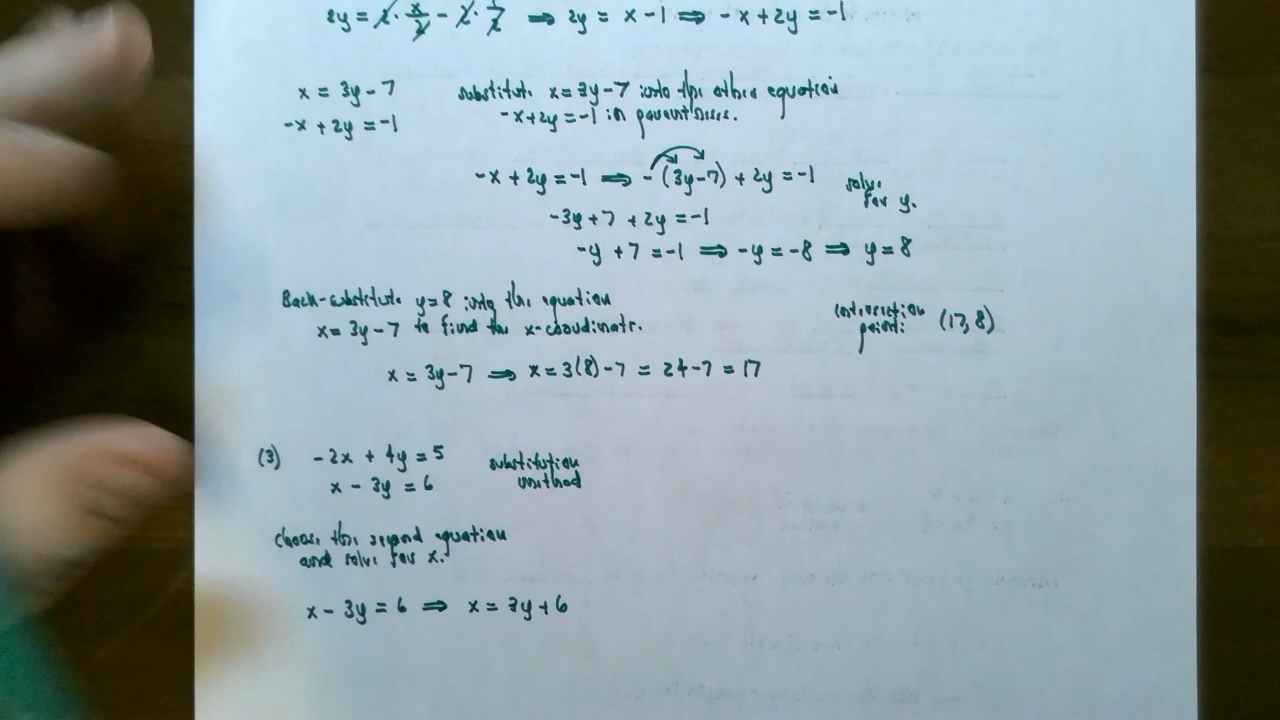 2y = 2 · x/2 - 2 · 1/2 ⇒ 2y = x - 1 ⇒ -x + 2y = -1
x = 3y - 7 substitute x = 3y - 7 into the other equation
-x + 2y = -1 -x + 2y = -1 in parentheses.
-x + 2y = -1 ⇒ -(3y - 7) + 2y = -1 solve
for y.
-3y + 7 + 2y = -1
-y + 7 = -1 ⇒ -y = -8 ⇒ y = 8
Back-substitute y = 8 into the equation
x = 3y - 7 to find the x-coordinate.
intersection
point: (17, 8)
x = 3y - 7 ⇒ x = 3(8) - 7 = 24 - 7 = 17
(3) -2x + 4y = 5 substitution
x - 3y = 6 method
Choose the second equation
and solve for x.
x - 3y = 6 ⇒ x = 3y + 6